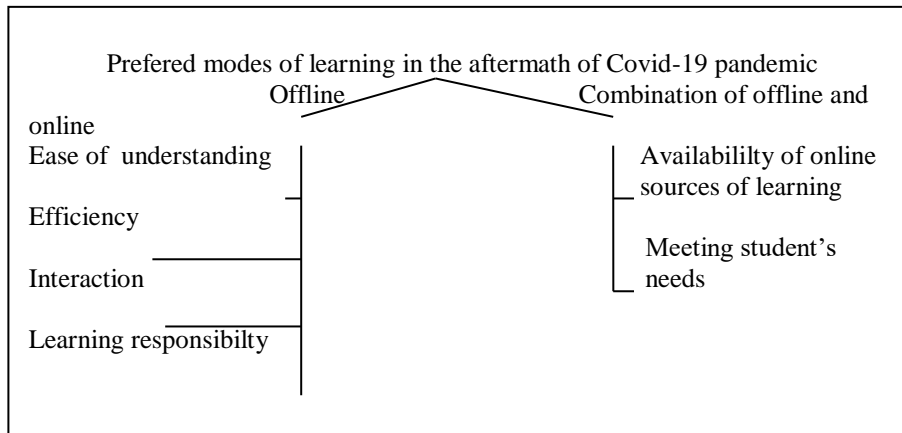 Prefered modes of learning in the aftermath of Covid-19 pandemic
Offline Combination of offline and
online
Ease of understanding
Efficiency
Interaction
Learning responsibilty
Availabililty of online
sources of learning
Meeting student’s
needs